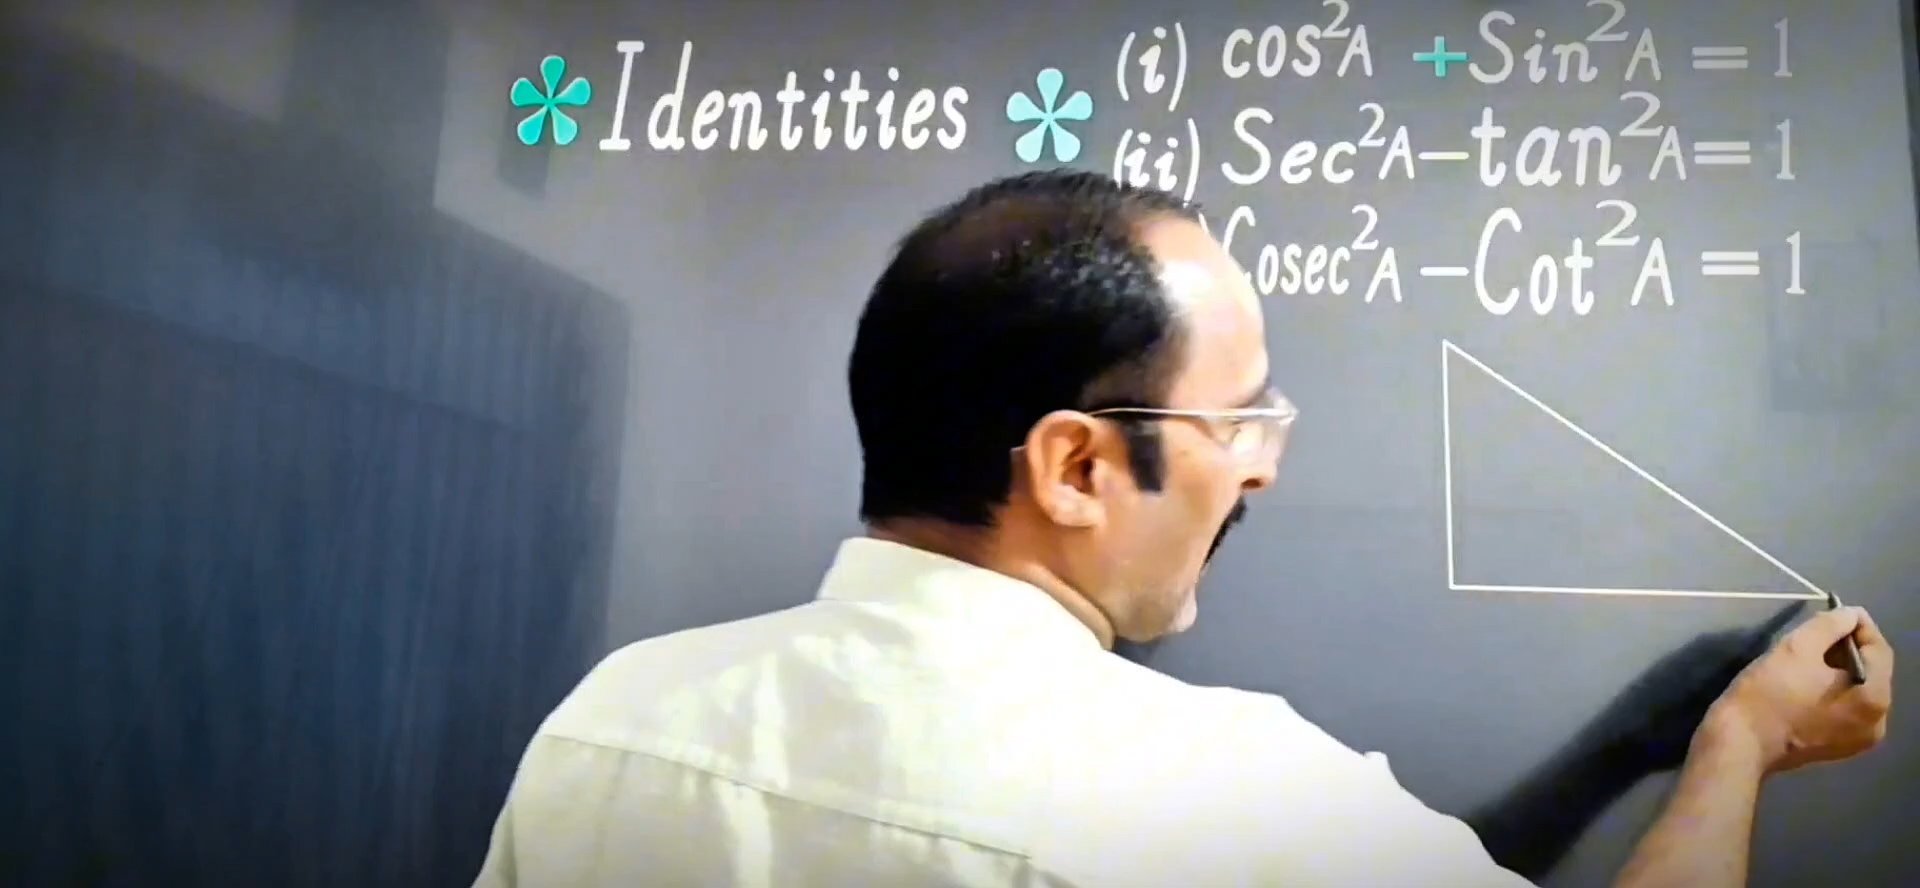 * Identities *
(i) cos²A + Sin²A = 1
(ii) Sec²A - tan²A = 1
) Cosec²A - Cot²A = 1